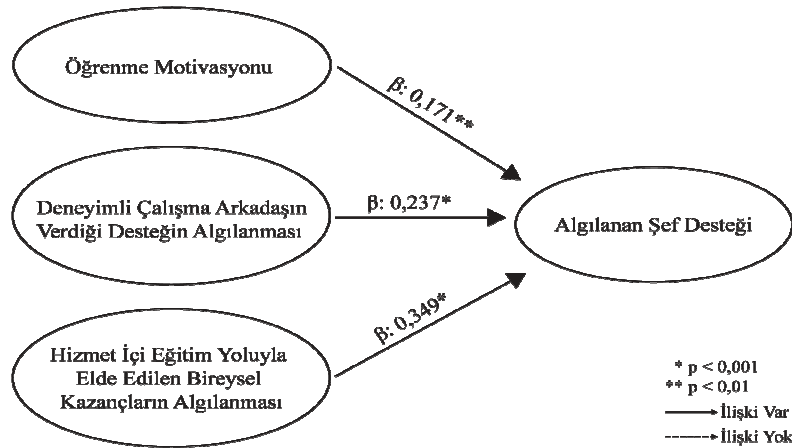 Öğrenme Motivasyonu
β: 0,171**
Deneyimli Çalışma Arkadaşın
Verdiği Desteğin Algılanması
β: 0,237*
Algılanan Şef Desteği
β: 0,349*
Hizmet İçi Eğitim Yoluyla
Elde Edilen Bireysel
Kazançların Algılanması
* p < 0,001
** p < 0,01
İlişki Var
İlişki Yok